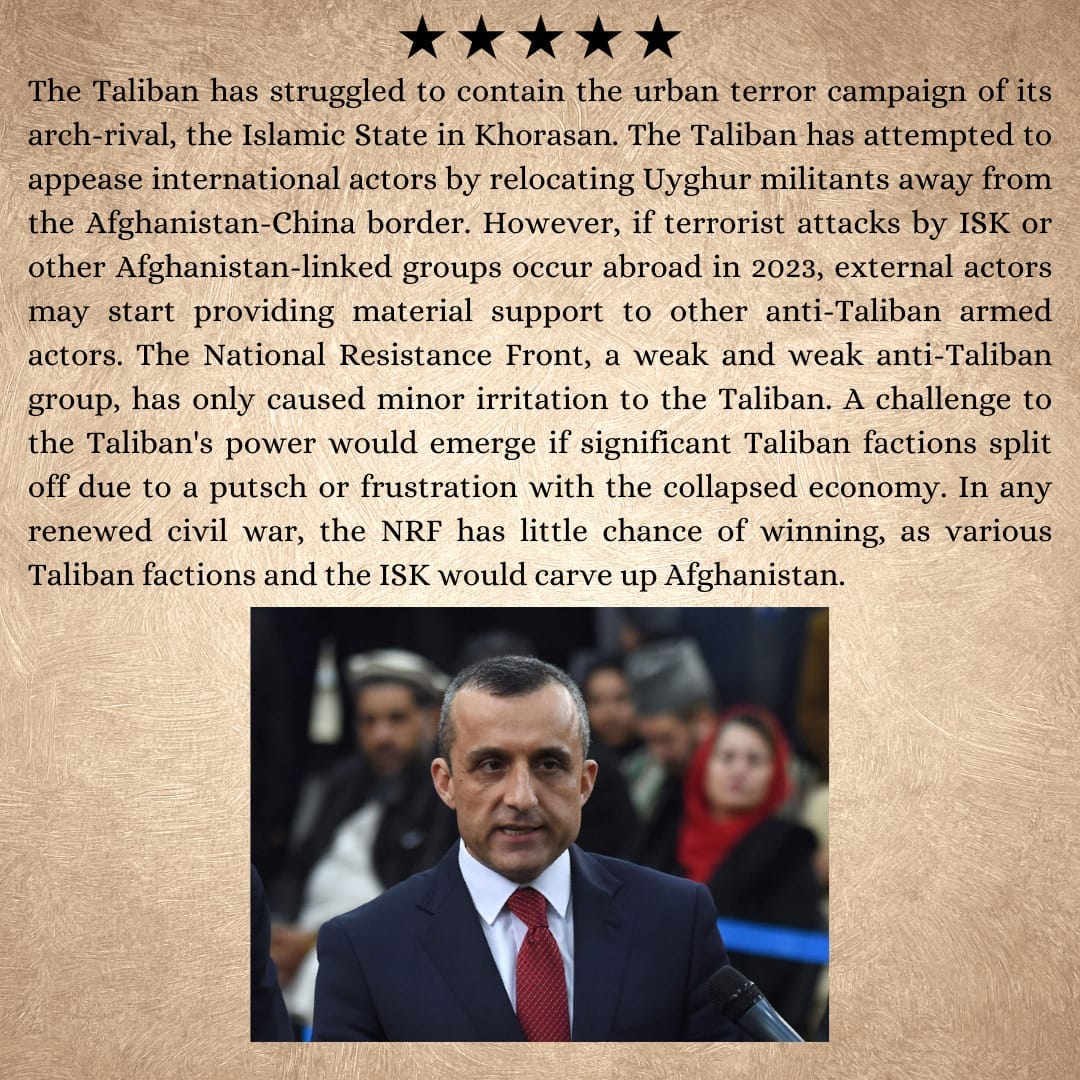 The Taliban has struggled to contain the urban terror campaign of its
arch-rival, the Islamic State in Khorasan. The Taliban has attempted to
appease international actors by relocating Uyghur militants away from
the Afghanistan-China border. However, if terrorist attacks by ISK or
other Afghanistan-linked groups occur abroad in 2023, external actors
may start providing material support to other anti-Taliban armed
actors. The National Resistance Front, a weak and weak anti-Taliban
group, has only caused minor irritation to the Taliban. A challenge to
the Taliban's power would emerge if significant Taliban factions split
off due to a putsch or frustration with the collapsed economy. In any
renewed civil war, the NRF has little chance of winning, as various
Taliban factions and the ISK would carve up Afghanistan.